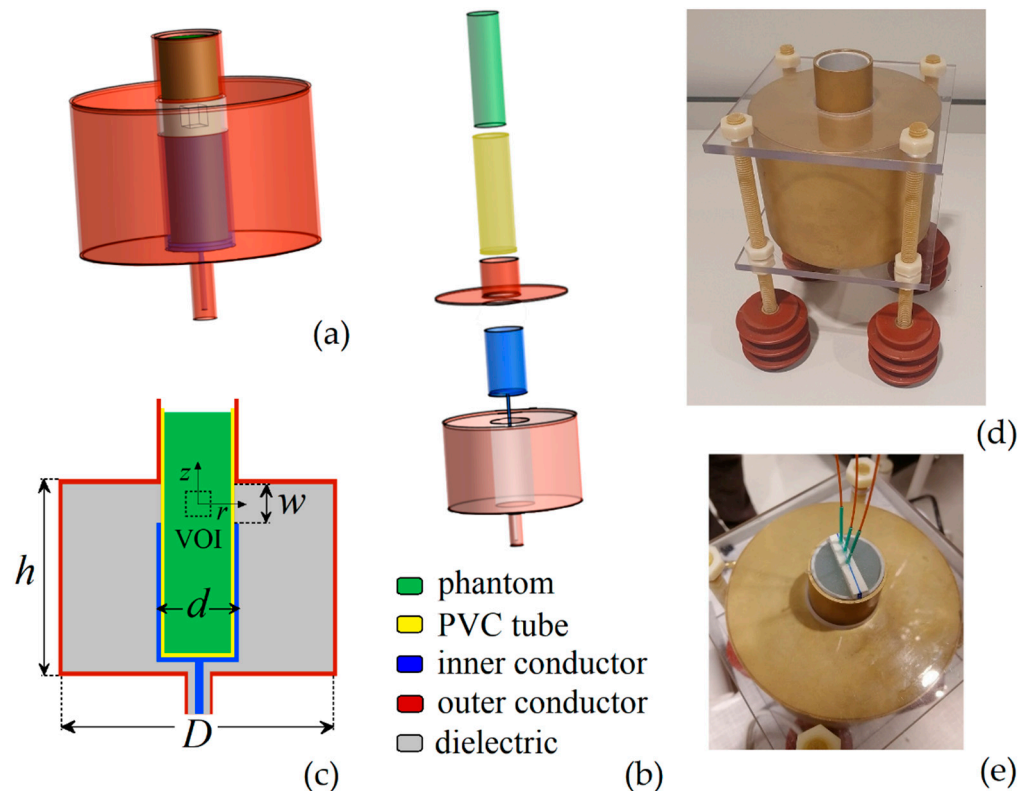 (a)
(d)
z
w
r
VOI
h
d
D
(c)
phantom
PVC tube
inner conductor
outer conductor
dielectric
(b)
(e)